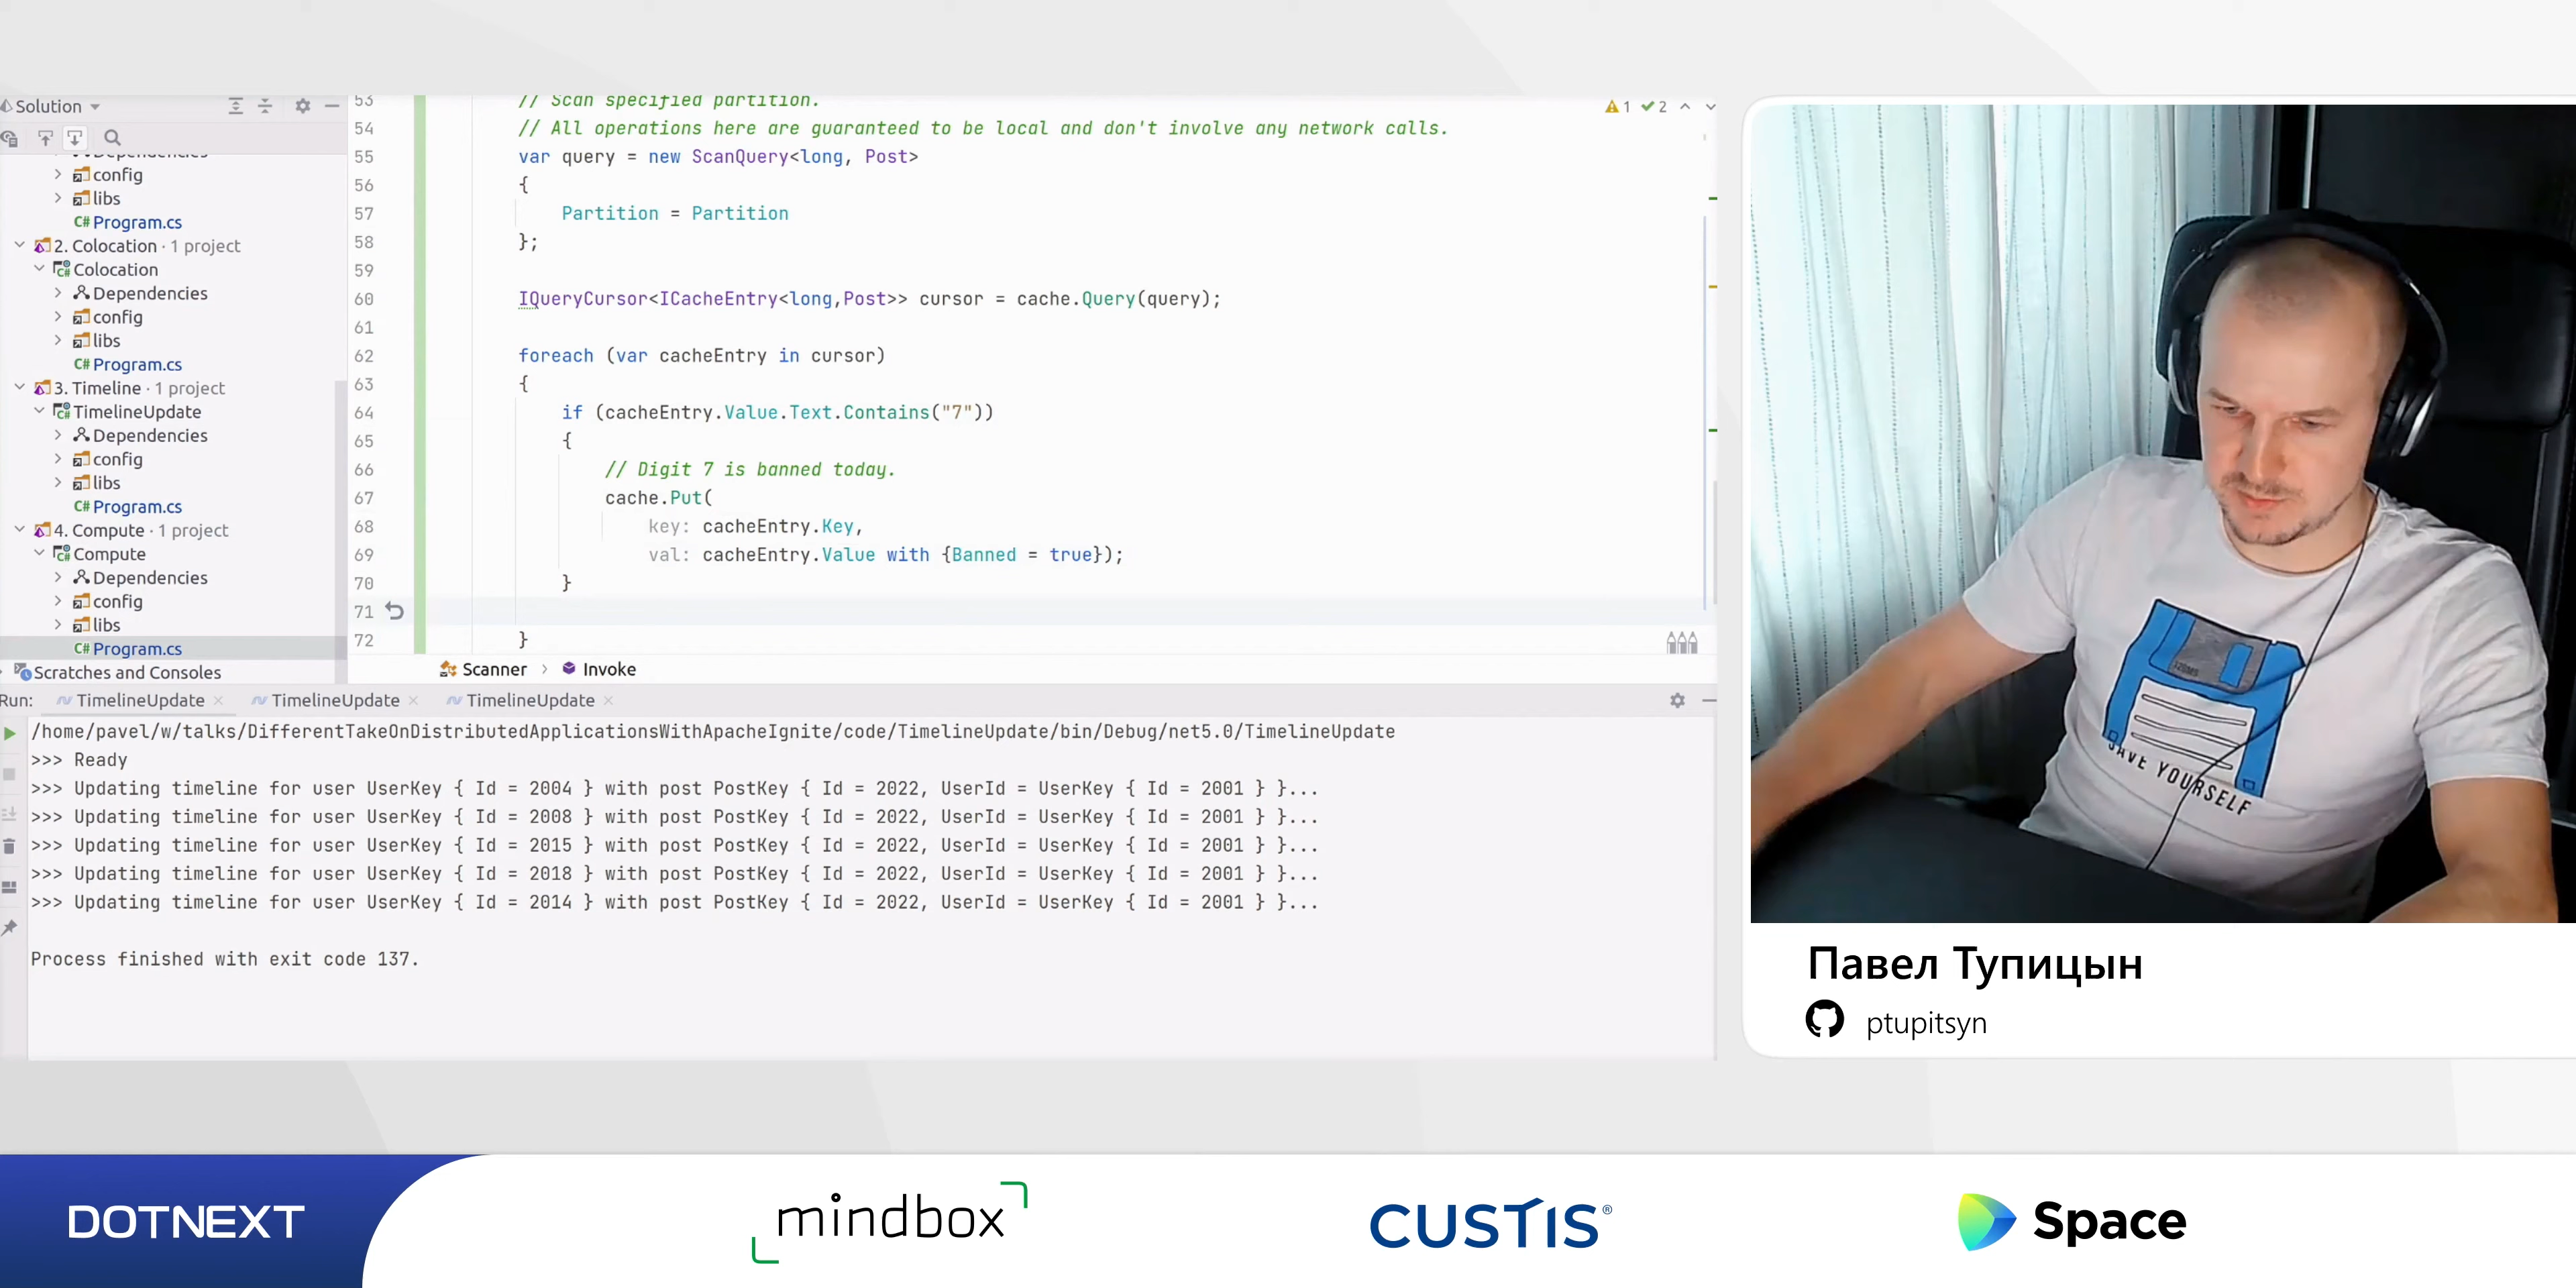 Solution
Dependencies
config
libs
C# Program.cs
2. Colocation · 1 project
C# Colocation
Dependencies
config
libs
C# Program.cs
3. Timeline · 1 project
C# TimelineUpdate
Dependencies
config
libs
C# Program.cs
4. Compute · 1 project
C# Compute
Dependencies
config
libs
C# Program.cs
Scratches and Consoles
1 2
53 // Scan specified partition.
54 // All operations here are guaranteed to be local and don't involve any network calls.
55 var query = new ScanQuery<long, Post>
56 {
57 Partition = Partition
58 };
59
60 IQueryCursor<ICacheEntry<long,Post>> cursor = cache.Query(query);
61
62 foreach (var cacheEntry in cursor)
63 {
64 if (cacheEntry.Value.Text.Contains("7"))
65 {
66 // Digit 7 is banned today.
67 cache.Put(
68 key: cacheEntry.Key,
69 val: cacheEntry.Value with {Banned = true});
70 }
71
72 }
Scanner > Invoke
Run: TimelineUpdate × TimelineUpdate × TimelineUpdate ×
/home/pavel/w/talks/DifferentTakeOnDistributedApplicationsWithApacheIgnite/code/TimelineUpdate/bin/Debug/net5.0/TimelineUpdate
>>> Ready
>>> Updating timeline for user UserKey { Id = 2004 } with post PostKey { Id = 2022, UserId = UserKey { Id = 2001 } }...
>>> Updating timeline for user UserKey { Id = 2008 } with post PostKey { Id = 2022, UserId = UserKey { Id = 2001 } }...
>>> Updating timeline for user UserKey { Id = 2015 } with post PostKey { Id = 2022, UserId = UserKey { Id = 2001 } }...
>>> Updating timeline for user UserKey { Id = 2018 } with post PostKey { Id = 2022, UserId = UserKey { Id = 2001 } }...
>>> Updating timeline for user UserKey { Id = 2014 } with post PostKey { Id = 2022, UserId = UserKey { Id = 2001 } }...
Process finished with exit code 137.
SAVE YOURSELF
Павел Тупицын
ptupitsyn
DOTNEXT
mindbox
CUSTIS®
Space